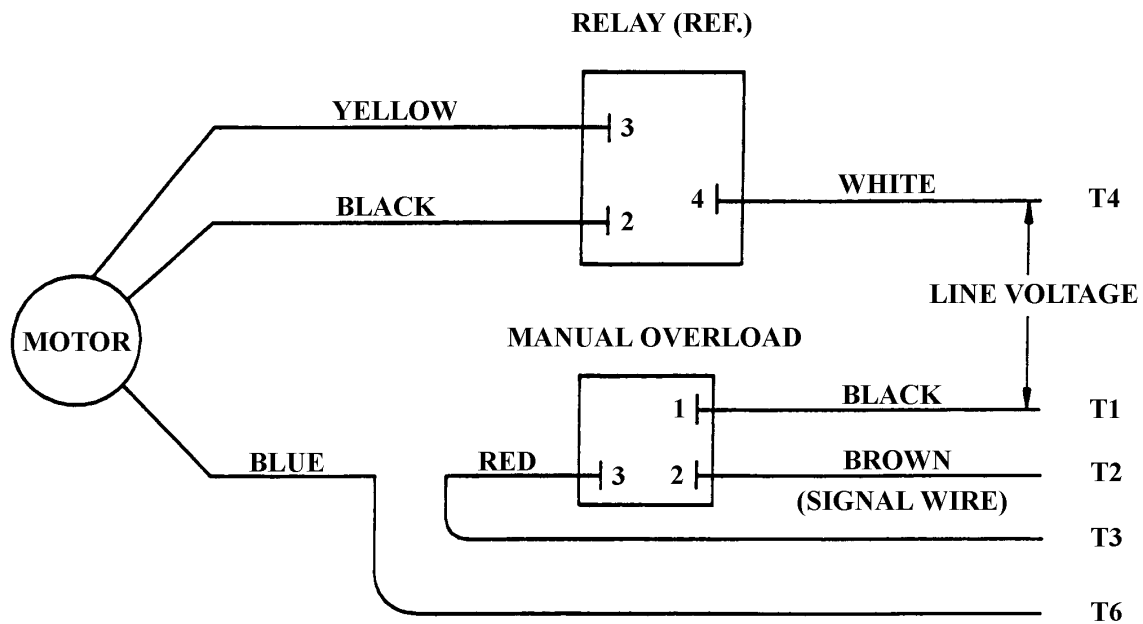 RELAY (REF.)
YELLOW
3
BLACK
2
4
WHITE
T4
LINE VOLTAGE
MOTOR
MANUAL OVERLOAD
1
BLACK
T1
BLUE
RED
3
2
BROWN
T2
(SIGNAL WIRE)
T3
T6